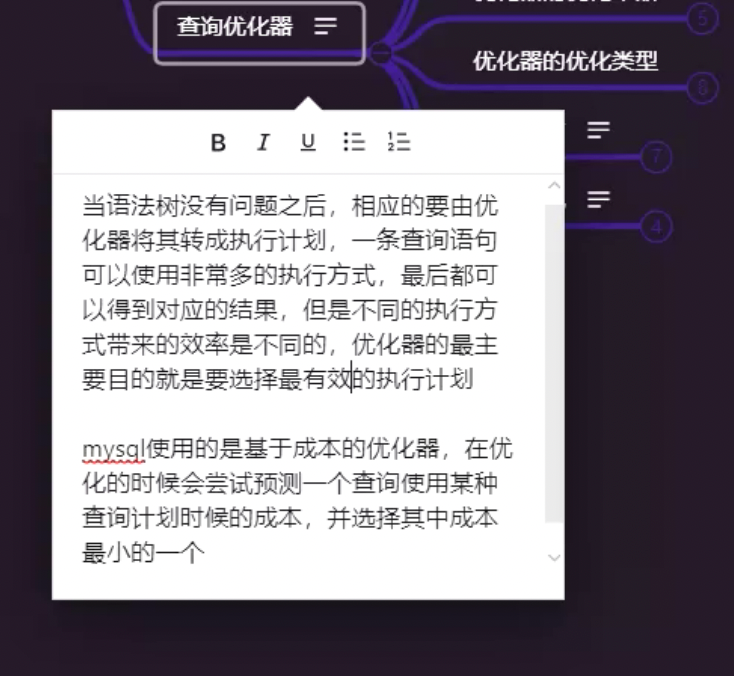 查询优化器
5
优化器的优化类型
6
7
4
B I U
当语法树没有问题之后，相应的要由优
化器将其转成执行计划，一条查询语句
可以使用非常多的执行方式，最后都可
以得到对应的结果，但是不同的执行方
式带来的效率是不同的，优化器的最主
要目的就是要选择最有效的执行计划
mysql使用的是基于成本的优化器，在优
化的时候会尝试预测一个查询使用某种
查询计划时候的成本，并选择其中成本
最小的一个